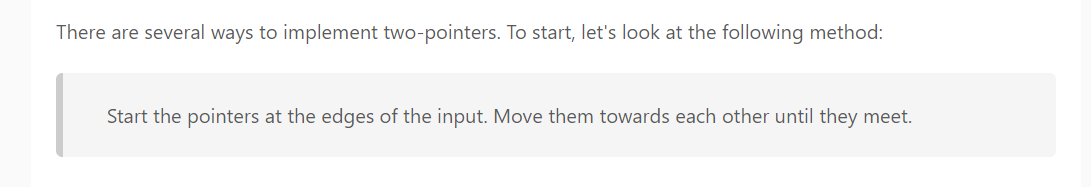 There are several ways to implement two-pointers. To start, let's look at the following method:
Start the pointers at the edges of the input. Move them towards each other until they meet.